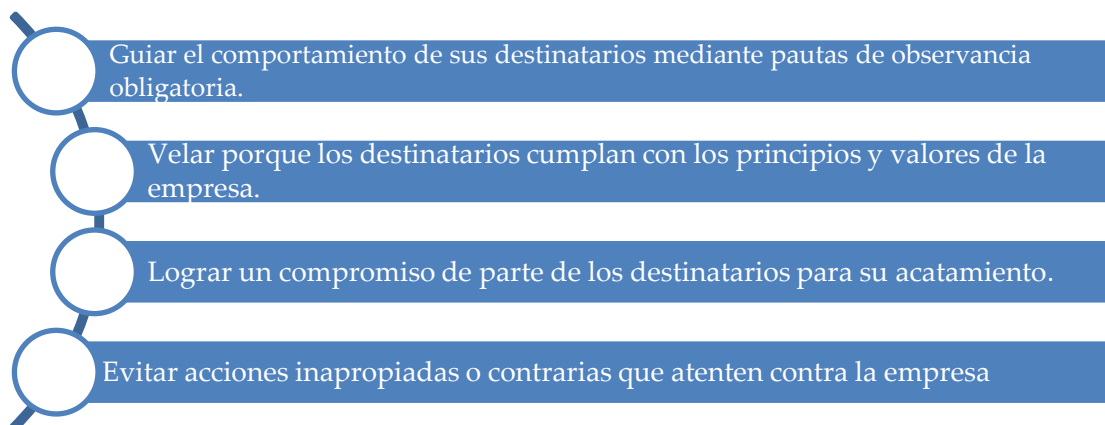 Guiar el comportamiento de sus destinatarios mediante pautas de observancia
obligatoria.
Velar porque los destinatarios cumplan con los principios y valores de la
empresa.
Lograr un compromiso de parte de los destinatarios para su acatamiento.
Evitar acciones inapropiadas o contrarias que atenten contra la empresa